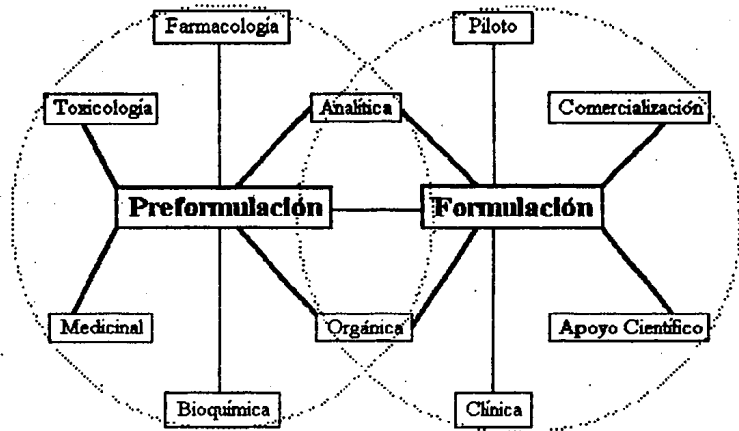 Farmacología
Piloto
Toxicología
Analítica
Comercialización
Preformulación
Formulación
Medicinal
Orgánica
Apoyo Científico
Bioquímica
Clínica